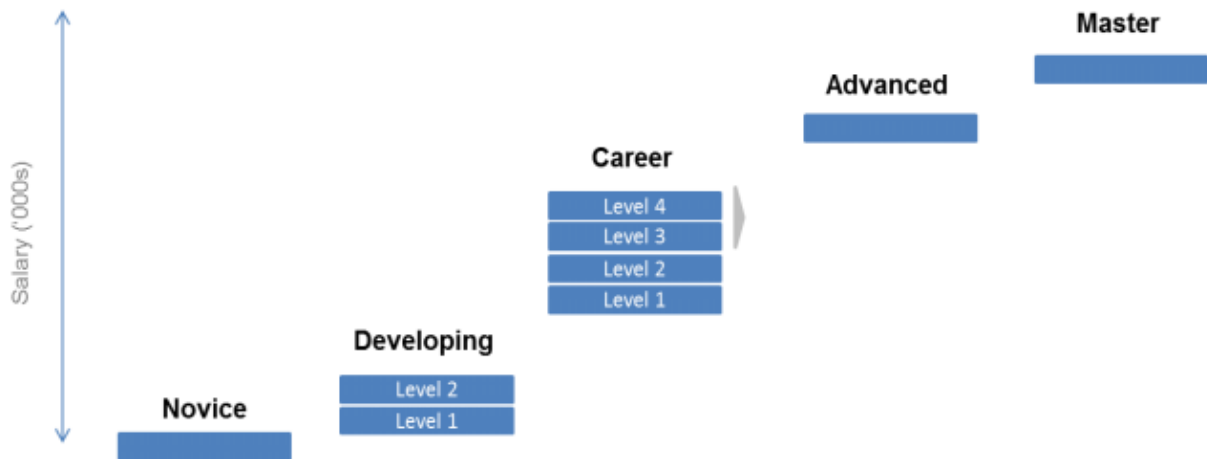 Master
Advanced
Career
Level 4
Level 3
Level 2
Level 1
Developing
Level 2
Level 1
Novice
Salary ('000s)